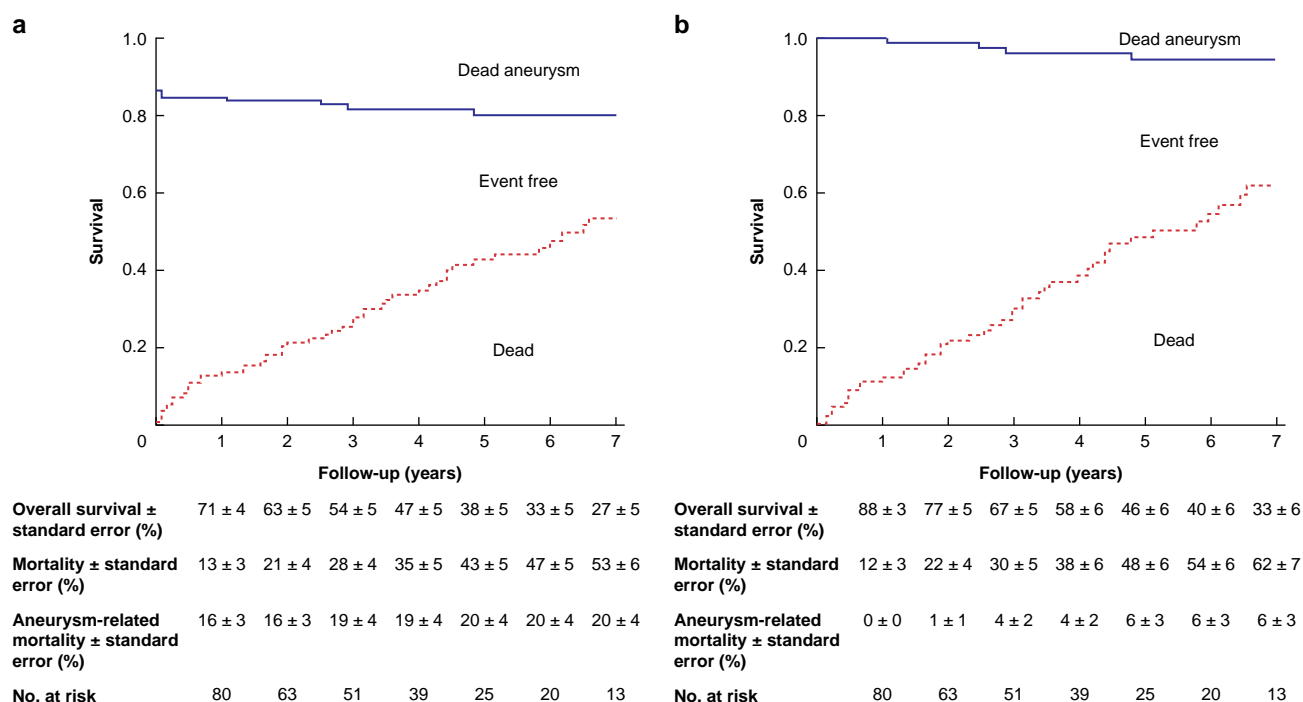 a
1.0
0.8
0.6
0.4
0.2
Survival
Dead aneurysm
Event free
Dead
0 1 2 3 4 5 6 7
Follow-up (years)
Overall survival ±
standard error (%)
71 ± 4 63 ± 5 54 ± 5 47 ± 5 38 ± 5 33 ± 5 27 ± 5
Mortality ± standard
error (%)
13 ± 3 21 ± 4 28 ± 4 35 ± 5 43 ± 5 47 ± 5 53 ± 6
Aneurysm-related
mortality ± standard
error (%)
16 ± 3 16 ± 3 19 ± 4 19 ± 4 20 ± 4 20 ± 4 20 ± 4
No. at risk
80 63 51 39 25 20 13
b
1.0
0.8
0.6
0.4
0.2
Survival
Dead aneurysm
Event free
Dead
0 1 2 3 4 5 6 7
Follow-up (years)
Overall survival ±
standard error (%)
88 ± 3 77 ± 5 67 ± 5 58 ± 6 46 ± 6 40 ± 6 33 ± 6
Mortality ± standard
error (%)
12 ± 3 22 ± 4 30 ± 5 38 ± 6 48 ± 6 54 ± 6 62 ± 7
Aneurysm-related
mortality ± standard
error (%)
0 ± 0 1 ± 1 4 ± 2 4 ± 2 6 ± 3 6 ± 3 6 ± 3
No. at risk
80 63 51 39 25 20 13